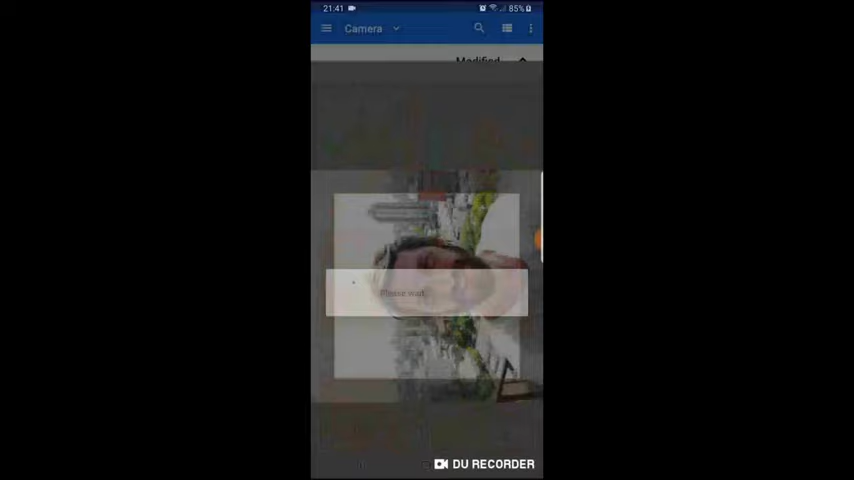 21:41
85%
Camera
Modified
Please wait
DU RECORDER